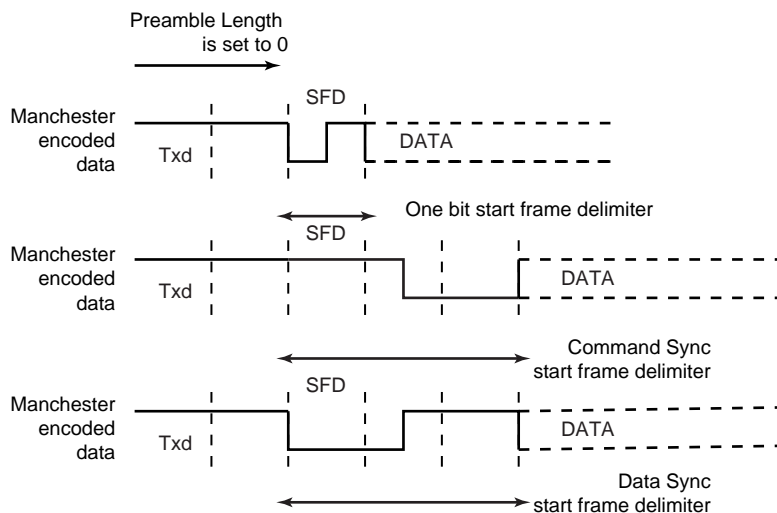 Preamble Length
is set to 0
SFD
Manchester
encoded
data
Txd
DATA
One bit start frame delimiter
SFD
Manchester
encoded
data
Txd
DATA
Command Sync
start frame delimiter
SFD
Manchester
encoded
data
Txd
DATA
Data Sync
start frame delimiter